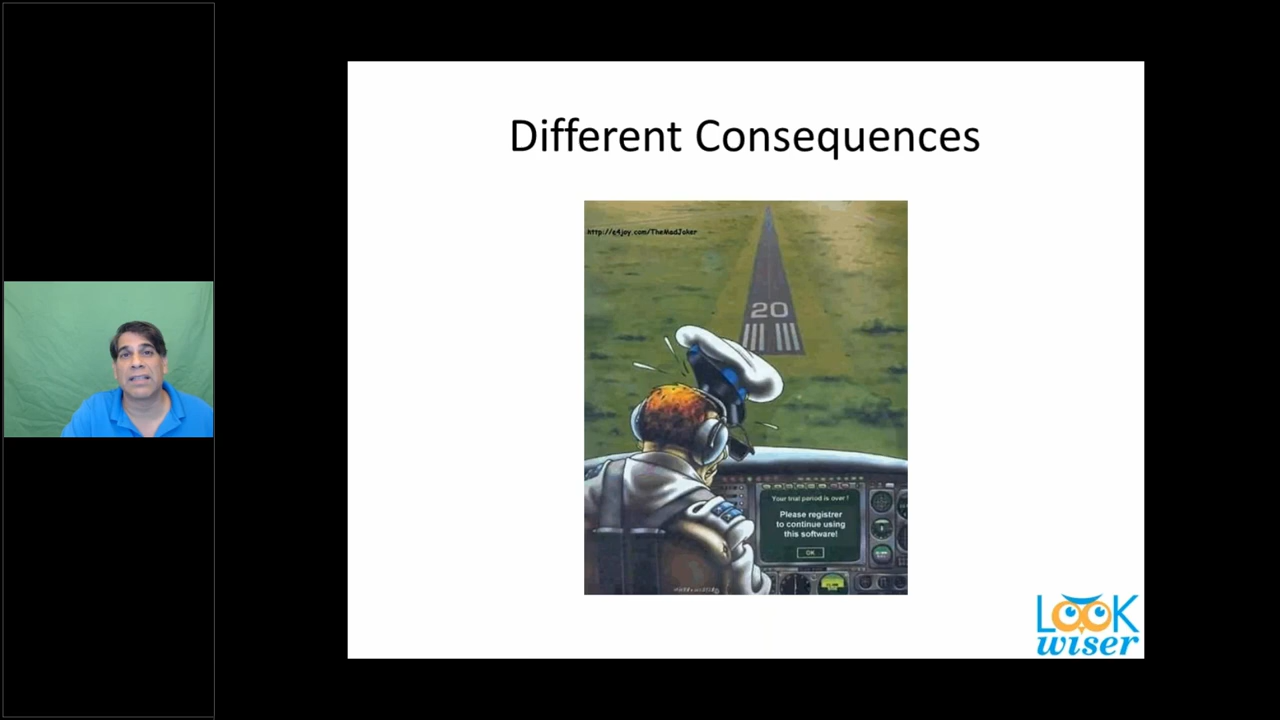 Different Consequences
http://e4joy.com/TheMadJoker
20
Your trial period is over !
Please registrer
to continue using
this software!
OK
LOOK
wiser